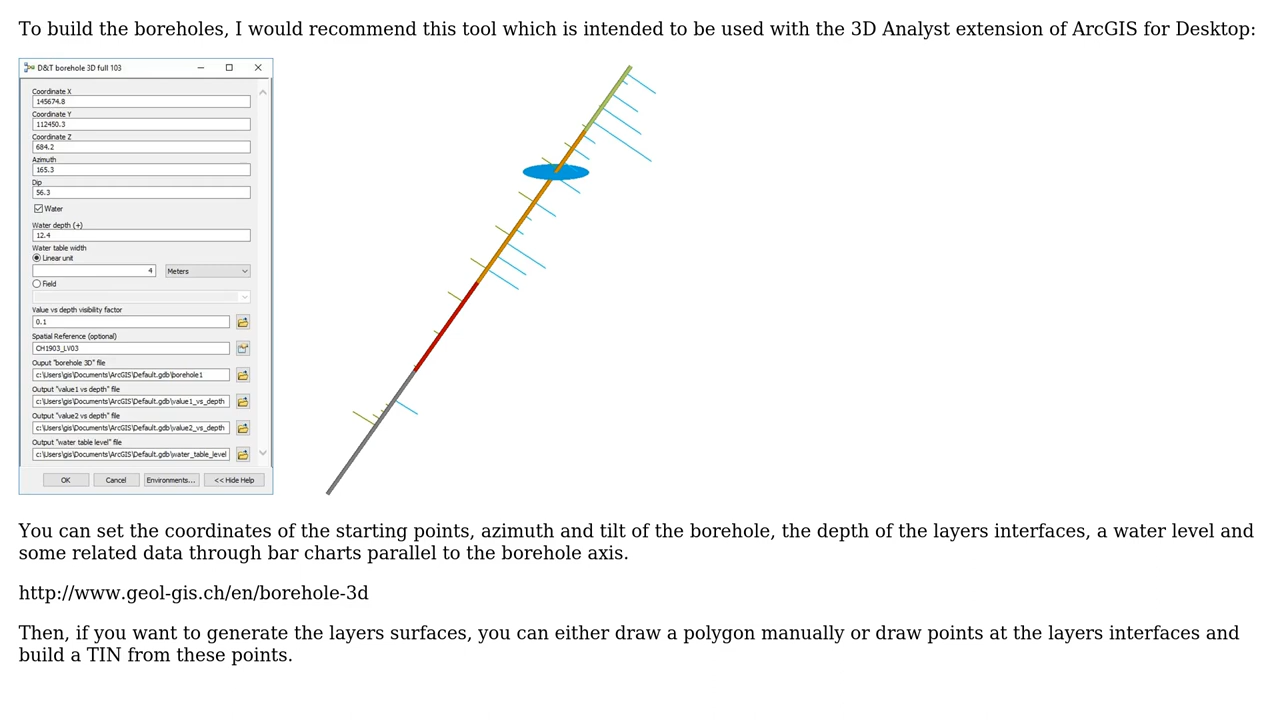 To build the boreholes, I would recommend this tool which is intended to be used with the 3D Analyst extension of ArcGIS for Desktop:
D&T borehole 3D full 103
Coordinate X
145674.8
Coordinate Y
112450.3
Coordinate Z
684.2
Azimuth
165.3
Dip
56.3
Water
Water depth (+)
12.4
Water table width
Linear unit
4 Meters
Field
Value vs depth visibility factor
0.1
Spatial Reference (optional)
CH1903_LV03
Ouput "borehole 3D" file
c:\Users\gis\Documents\ArcGIS\Default.gdb\borehole1
Output "value1 vs depth" file
c:\Users\gis\Documents\ArcGIS\Default.gdb\value1_vs_depth
Output "value2 vs depth" file
c:\Users\gis\Documents\ArcGIS\Default.gdb\value2_vs_depth
Output "water table level" file
c:\Users\gis\Documents\ArcGIS\Default.gdb\water_table_level
OK Cancel Environments... << Hide Help
You can set the coordinates of the starting points, azimuth and tilt of the borehole, the depth of the layers interfaces, a water level and
some related data through bar charts parallel to the borehole axis.
http://www.geol-gis.ch/en/borehole-3d
Then, if you want to generate the layers surfaces, you can either draw a polygon manually or draw points at the layers interfaces and
build a TIN from these points.